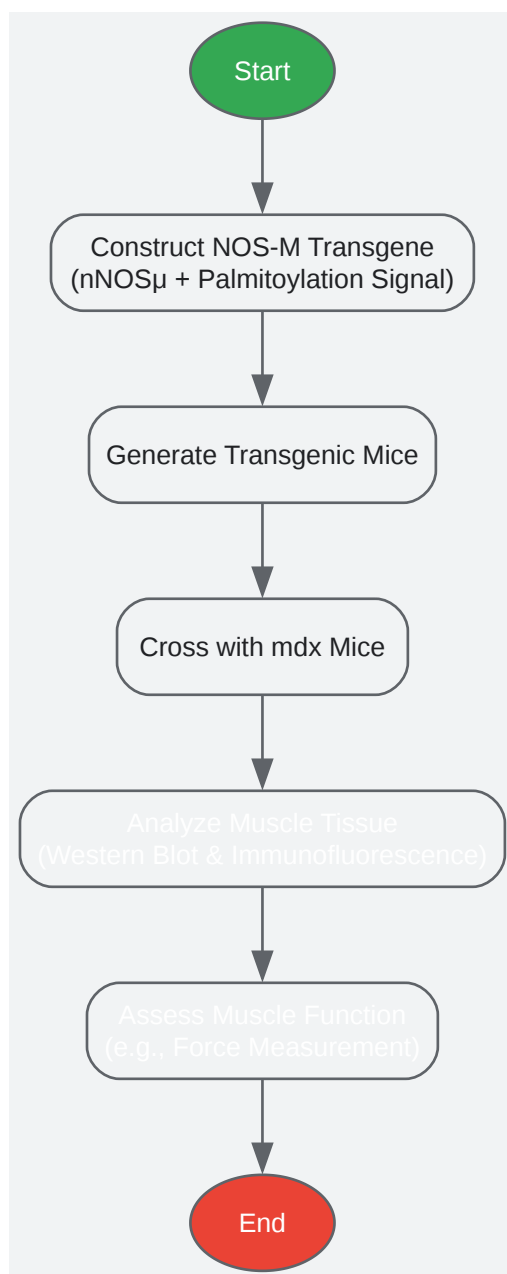 Start
Construct NOS-M Transgene
(nNOSμ + Palmitoylation Signal)
Generate Transgenic Mice
Cross with mdx Mice
Analyze Muscle Tissue
(Western Blot & Immunofluorescence)
Assess Muscle Function
(e.g., Force Measurement)
End